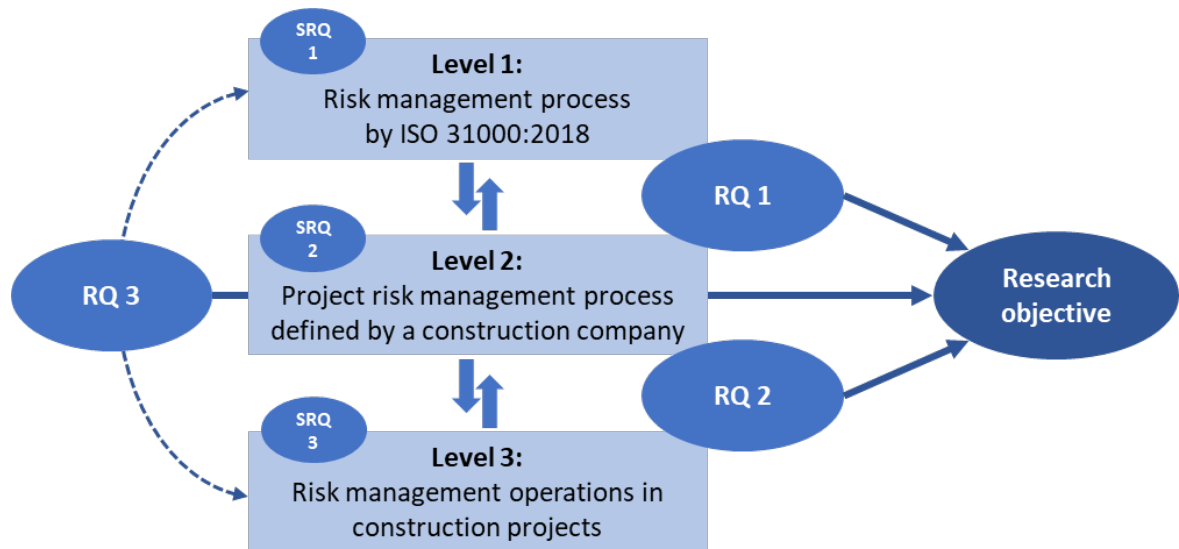 SRQ
1
Level 1:
Risk management process
by ISO 31000:2018
RQ 1
SRQ
2
Level 2:
Project risk management process
defined by a construction company
RQ 3
Research
objective
RQ 2
SRQ
3
Level 3:
Risk management operations in
construction projects